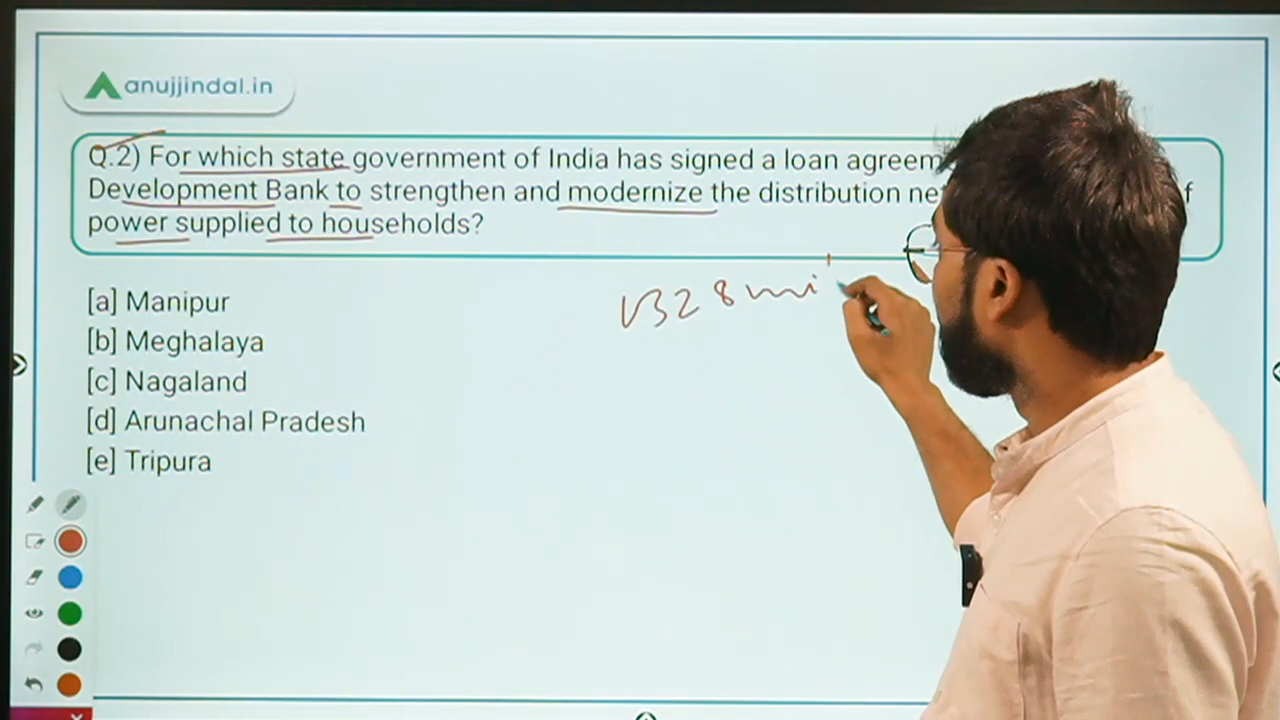 anujjindal.in
Q.2) For which state government of India has signed a loan agreem
Development Bank to strengthen and modernize the distribution ne f
power supplied to households?
[a] Manipur
[b] Meghalaya
[c] Nagaland
[d] Arunachal Pradesh
[e] Tripura